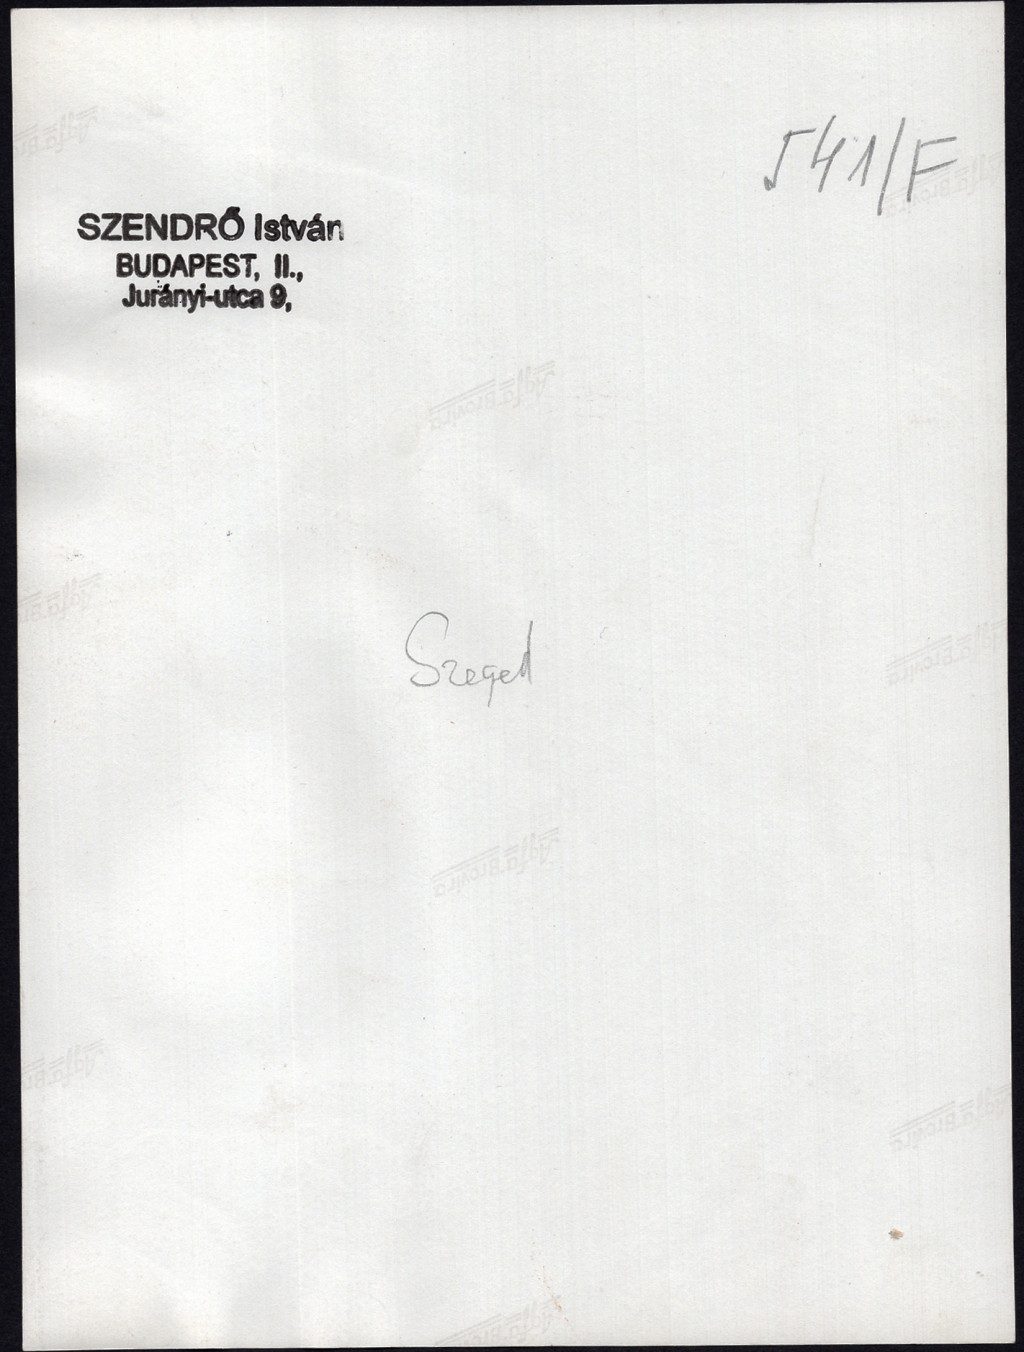 541/F
SZENDRŐ István
BUDAPEST, II.,
Jurányi-utca 9,
Szeged